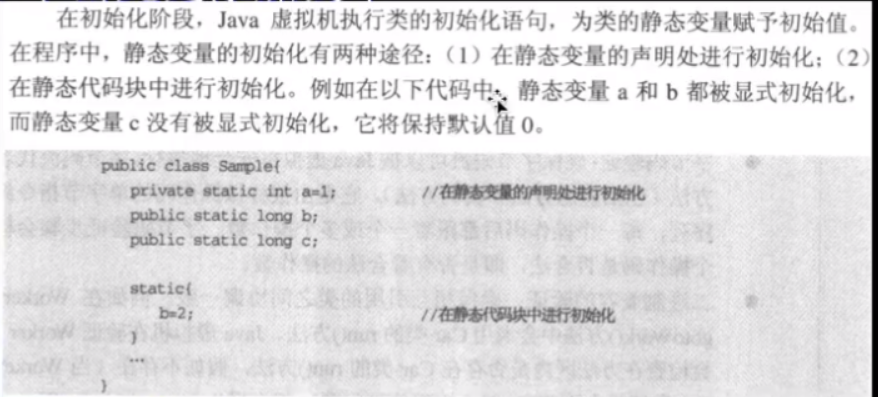 在初始化阶段，Java 虚拟机执行类的初始化语句，为类的静态变量赋予初始值。
在程序中，静态变量的初始化有两种途径：（1）在静态变量的声明处进行初始化；（2）
在静态代码块中进行初始化。例如在以下代码中，静态变量 a 和 b 都被显式初始化，
而静态变量 c 没有被显式初始化，它将保持默认值 0。
public class Sample{
private static int a=1; //在静态变量的声明处进行初始化
public static long b;
public static long c;
static{
b=2; //在静态代码块中进行初始化
}
...
}